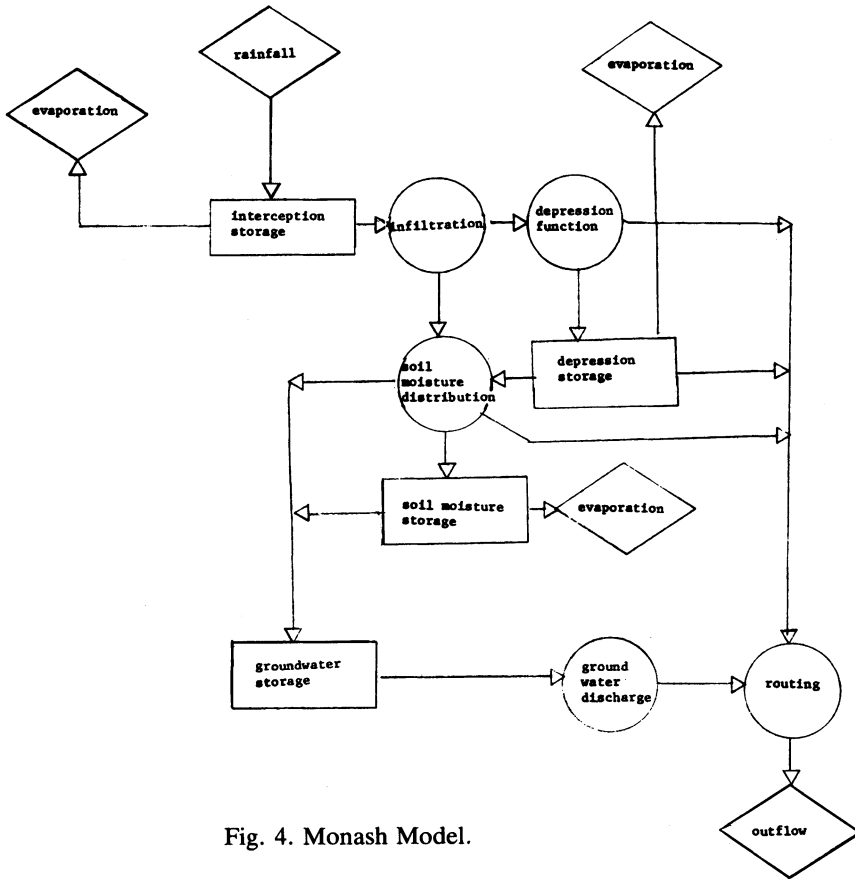 rainfall
evaporation
evaporation
interception
storage
infiltration
depression
function
soil
moisture
distribution
depression
storage
soil moisture
storage
evaporation
groundwater
storage
ground
water
discharge
routing
outflow
Fig. 4. Monash Model.